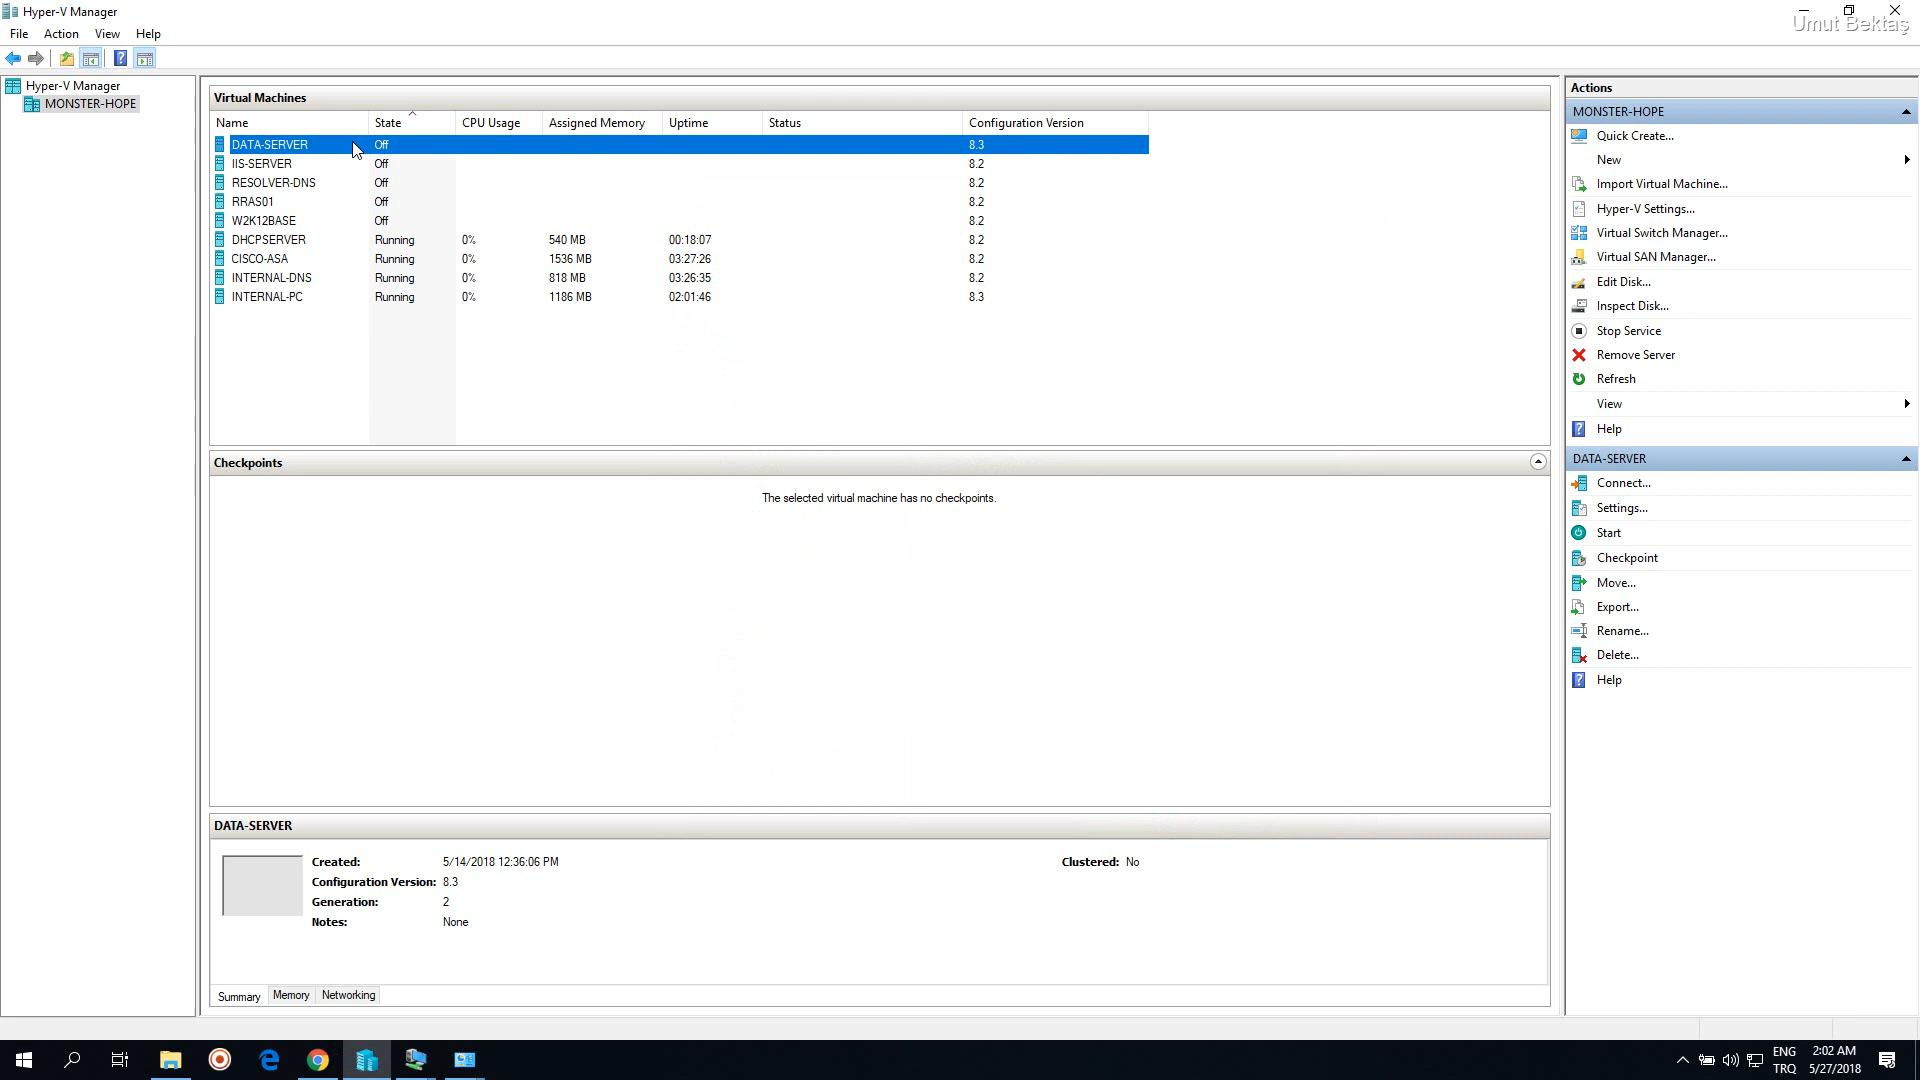 Hyper-V Manager
Umut Bektaş
File Action View Help
Hyper-V Manager
MONSTER-HOPE
Virtual Machines
Name State CPU Usage Assigned Memory Uptime Status Configuration Version
DATA-SERVER Off 8.3
IIS-SERVER Off 8.2
RESOLVER-DNS Off 8.2
RRAS01 Off 8.2
W2K12BASE Off 8.2
DHCPSERVER Running 0% 540 MB 00:18:07 8.2
CISCO-ASA Running 0% 1536 MB 03:27:26 8.2
INTERNAL-DNS Running 0% 818 MB 03:26:35 8.2
INTERNAL-PC Running 0% 1186 MB 02:01:46 8.3
Checkpoints
The selected virtual machine has no checkpoints.
DATA-SERVER
Created: 5/14/2018 12:36:06 PM Clustered: No
Configuration Version: 8.3
Generation: 2
Notes: None
Summary Memory Networking
Actions
MONSTER-HOPE
Quick Create...
New
Import Virtual Machine...
Hyper-V Settings...
Virtual Switch Manager...
Virtual SAN Manager...
Edit Disk...
Inspect Disk...
Stop Service
Remove Server
Refresh
View
Help
DATA-SERVER
Connect...
Settings...
Start
Checkpoint
Move...
Export...
Rename...
Delete...
Help
ENG 2:02 AM
TRQ 5/27/2018